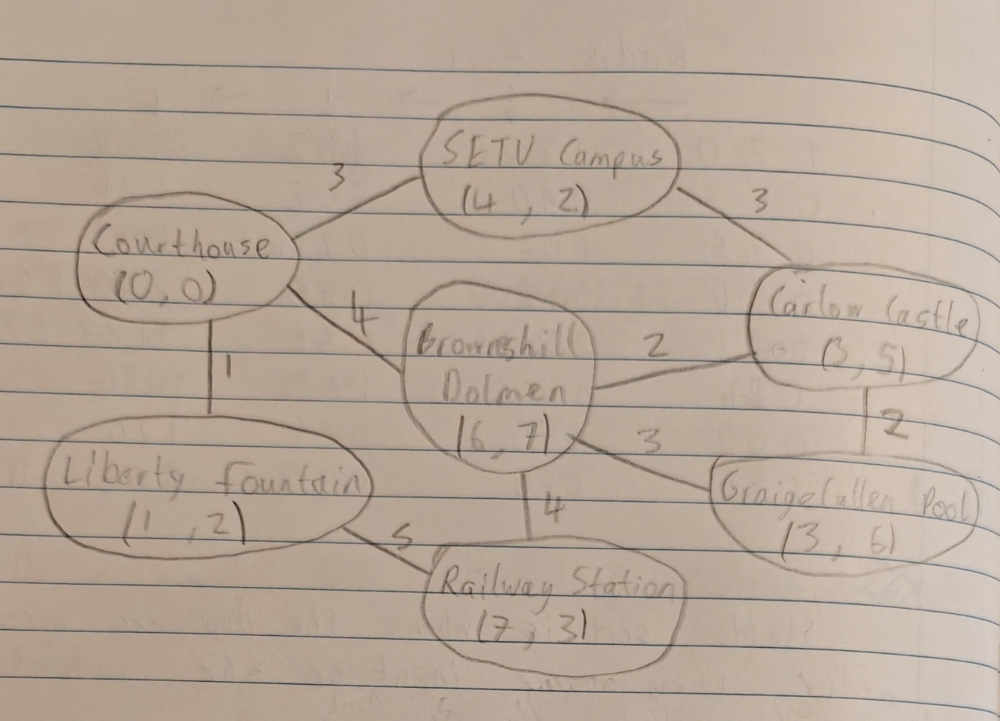 SETU Campus
(4, 2)
3
3
Courthouse
(0, 0)
4
Carlow Castle
(3, 5)
Brownshill
Dolmen
(6, 7)
2
1
2
3
Liberty fountain
(1, 2)
Graigecullen Pool
(3, 6)
4
5
Railway Station
(7, 3)